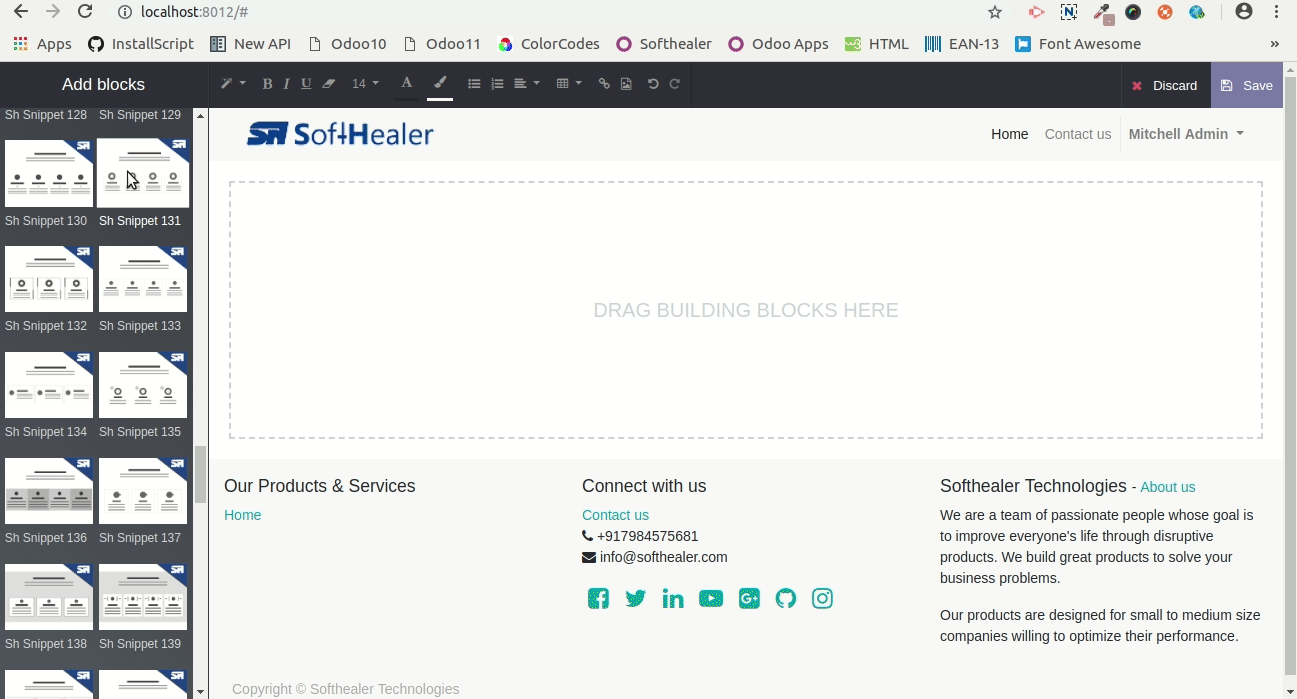 localhost:8012/#
Apps InstallScript New API Odoo10 Odoo11 ColorCodes Softhealer Odoo Apps HTML EAN-13 Font Awesome »
Add blocks B I U 14 A Discard Save
Sh Snippet 128 Sh Snippet 129
SofHealer Home Contact us Mitchell Admin
Sh Snippet 130 Sh Snippet 131
Sh Snippet 132 Sh Snippet 133
DRAG BUILDING BLOCKS HERE
Sh Snippet 134 Sh Snippet 135
Sh Snippet 136 Sh Snippet 137
Sh Snippet 138 Sh Snippet 139
Our Products & Services
Home
Connect with us
Contact us
+917984575681
info@softhealer.com
Softhealer Technologies - About us
We are a team of passionate people whose goal is
to improve everyone's life through disruptive
products. We build great products to solve your
business problems.
Our products are designed for small to medium size
companies willing to optimize their performance.
Copyright © Softhealer Technologies